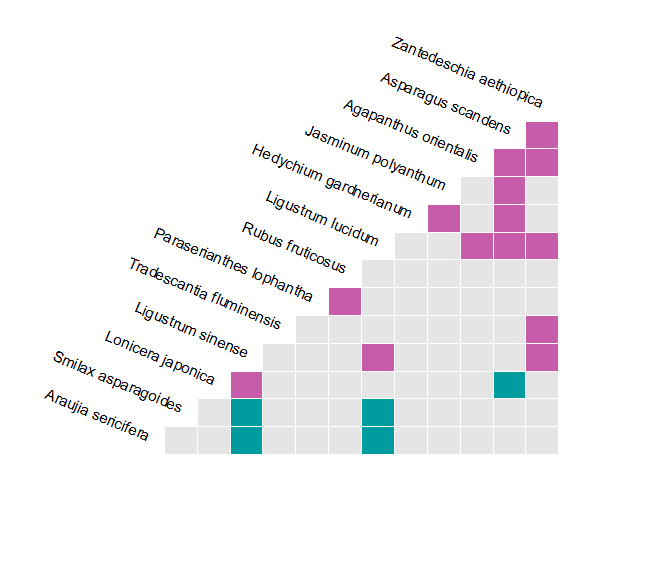 Zantedeschia aethiopica
Asparagus scandens
Agapanthus orientalis
Jasminum polyanthum
Hedychium gardnerianum
Ligustrum lucidum
Rubus fruticosus
Paraserianthes lophantha
Tradescantia fluminensis
Ligustrum sinense
Lonicera japonica
Smilax asparagoides
Araujia sericifera